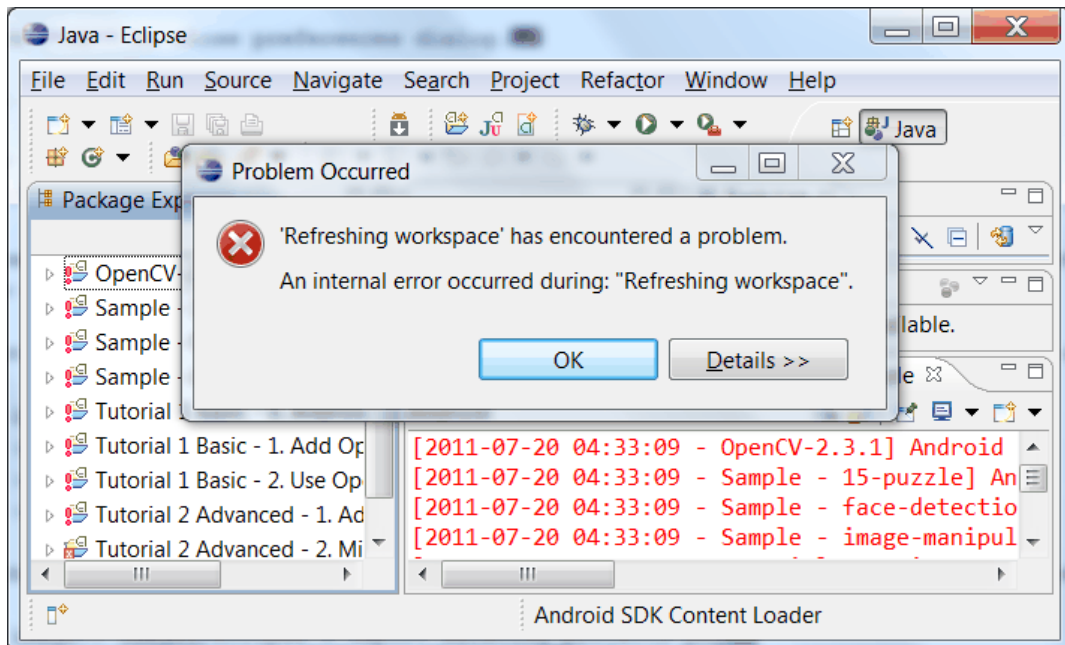 Java - Eclipse
File Edit Run Source Navigate Search Project Refactor Window Help
Java
Problem Occurred
'Refreshing workspace' has encountered a problem.
An internal error occurred during: "Refreshing workspace".
OK
Details >>
Package Exp
OpenCV-
Sample -
Sample -
Sample -
Tutorial 1
Tutorial 1 Basic - 1. Add Op
Tutorial 1 Basic - 2. Use Op
Tutorial 2 Advanced - 1. Ad
Tutorial 2 Advanced - 2. Mi
lable.
le
[2011-07-20 04:33:09 - OpenCV-2.3.1] Android
[2011-07-20 04:33:09 - Sample - 15-puzzle] An
[2011-07-20 04:33:09 - Sample - face-detectio
[2011-07-20 04:33:09 - Sample - image-manipul
Android SDK Content Loader